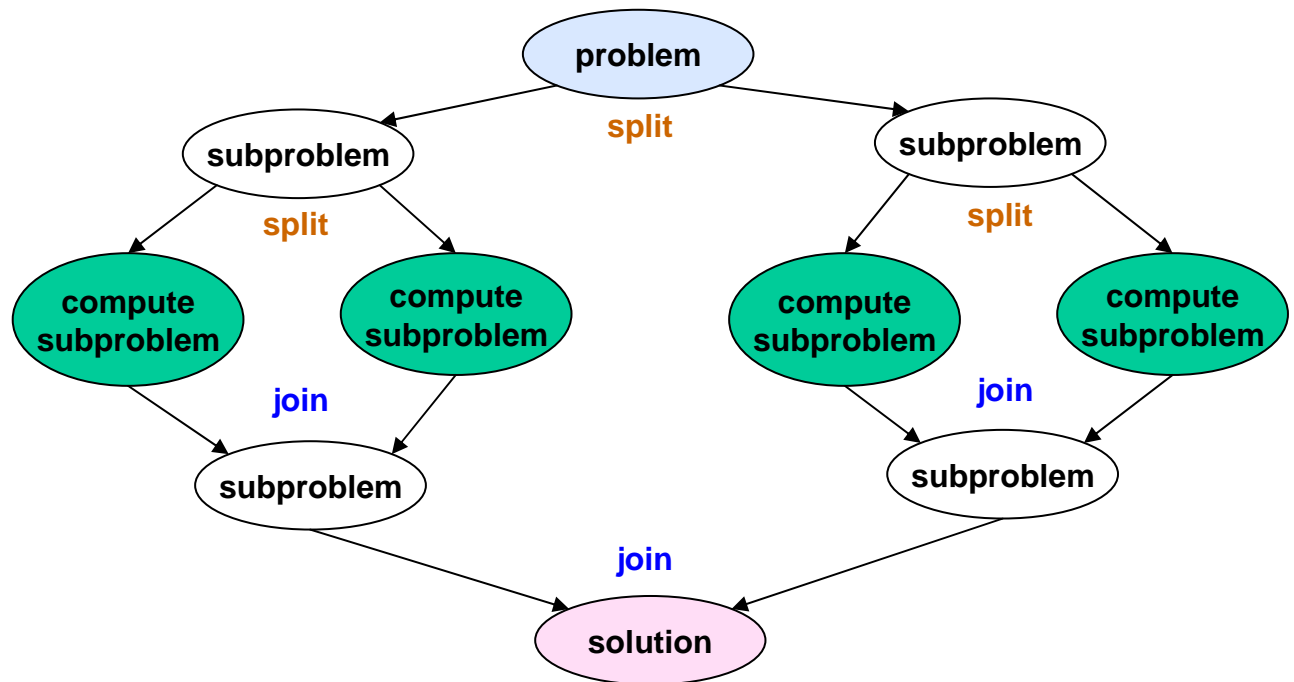 problem
split
subproblem
subproblem
split
split
compute
subproblem
compute
subproblem
compute
subproblem
compute
subproblem
join
join
subproblem
subproblem
join
solution